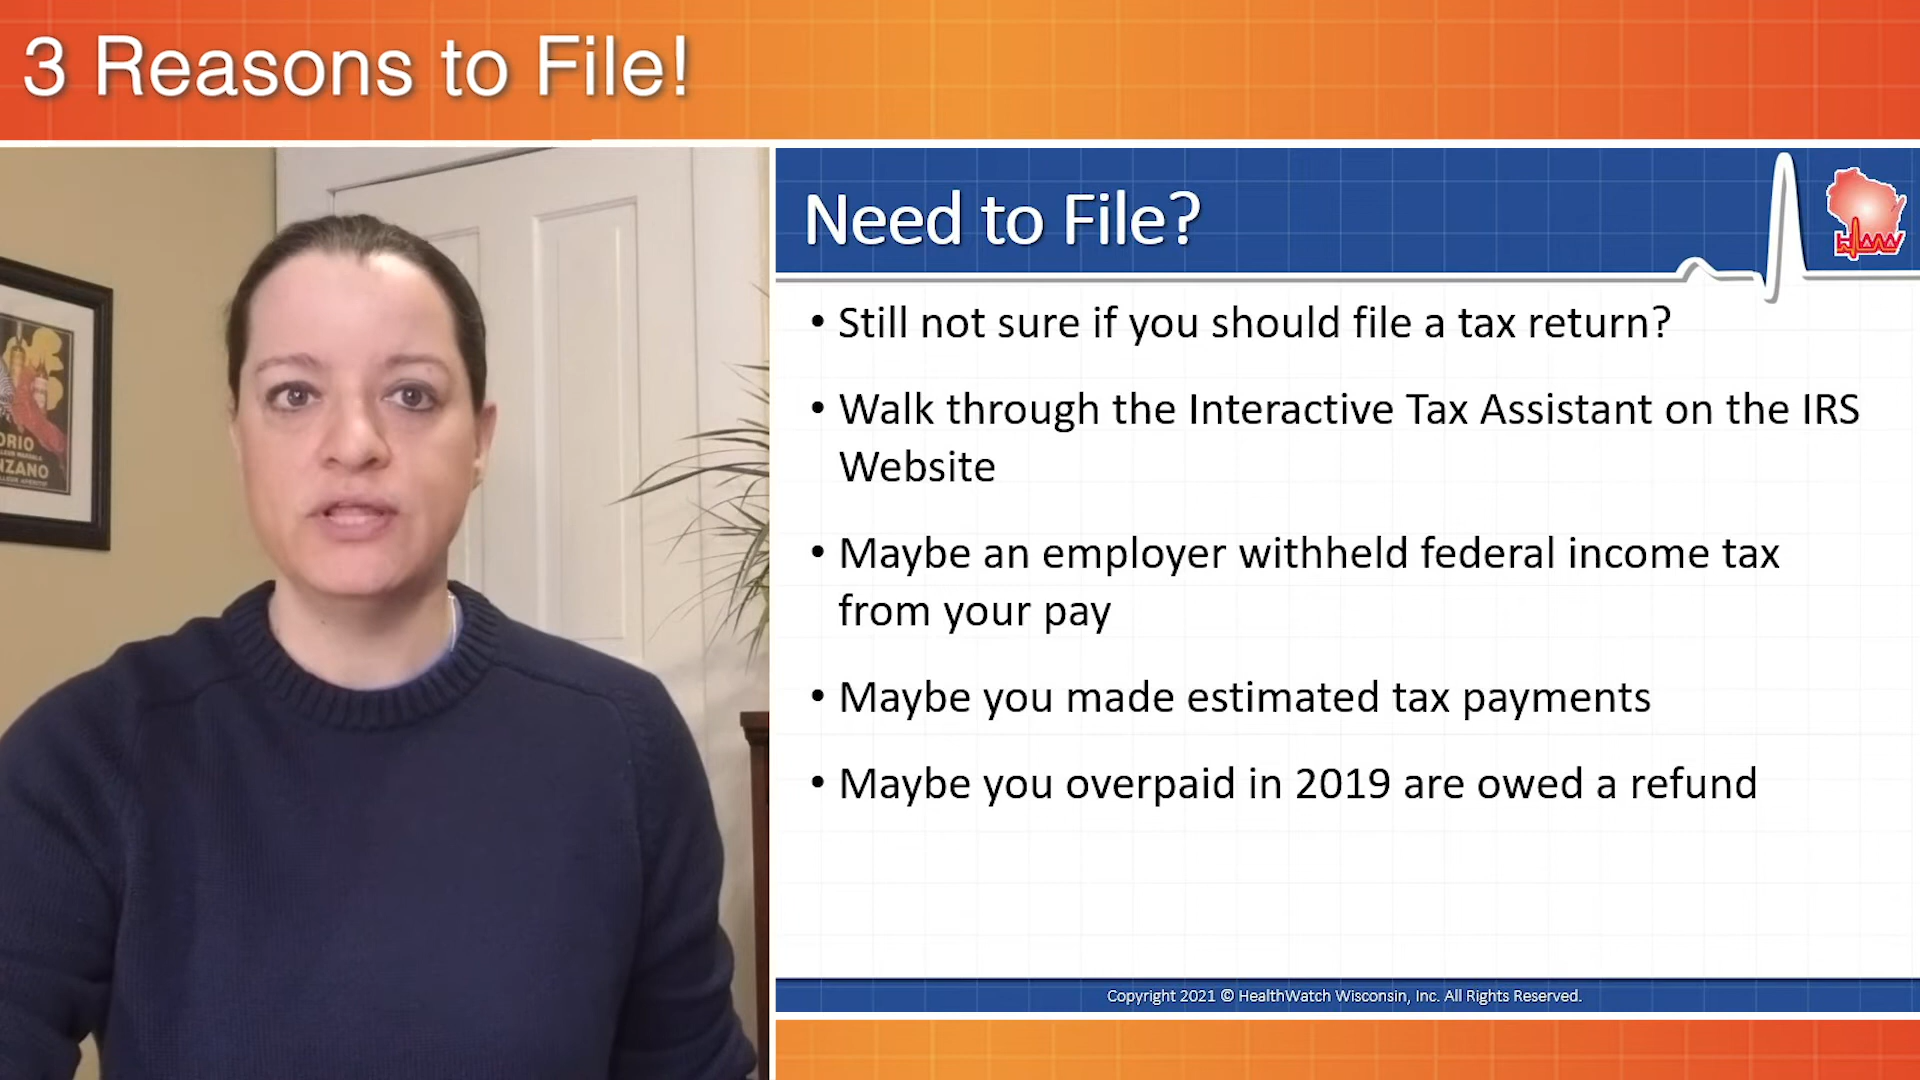 3 Reasons to File!
Need to File?
• Still not sure if you should file a tax return?
• Walk through the Interactive Tax Assistant on the IRS
Website
• Maybe an employer withheld federal income tax
from your pay
• Maybe you made estimated tax payments
• Maybe you overpaid in 2019 are owed a refund
Copyright 2021 © HealthWatch Wisconsin, Inc. All Rights Reserved.
ORIO
NZANO